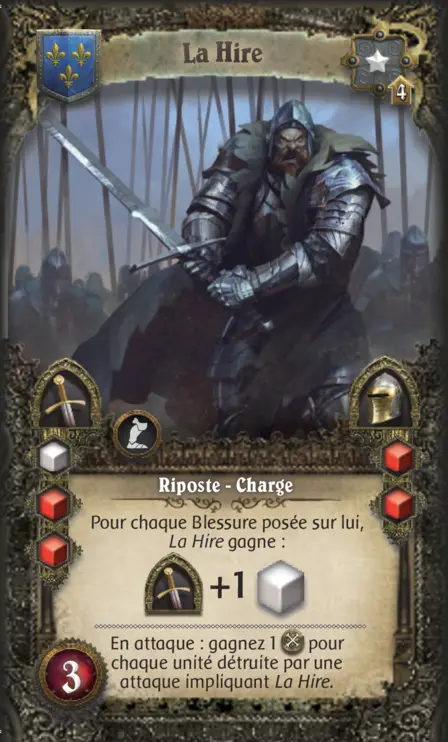 La Hire
4
Riposte - Charge
Pour chaque Blessure posée sur lui,
La Hire gagne :
+1
En attaque : gagnez 1 pour
chaque unité détruite par une
attaque impliquant La Hire.
3